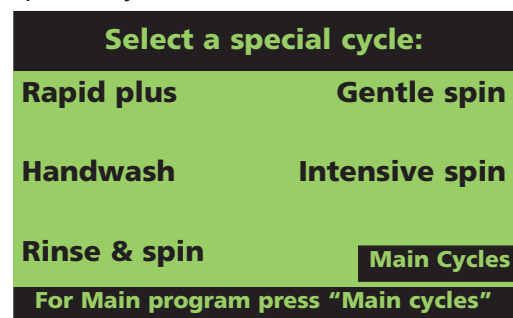 Select a special cycle:
Rapid plus Gentle spin
Handwash Intensive spin
Rinse & spin Main Cycles
For Main program press “Main cycles”